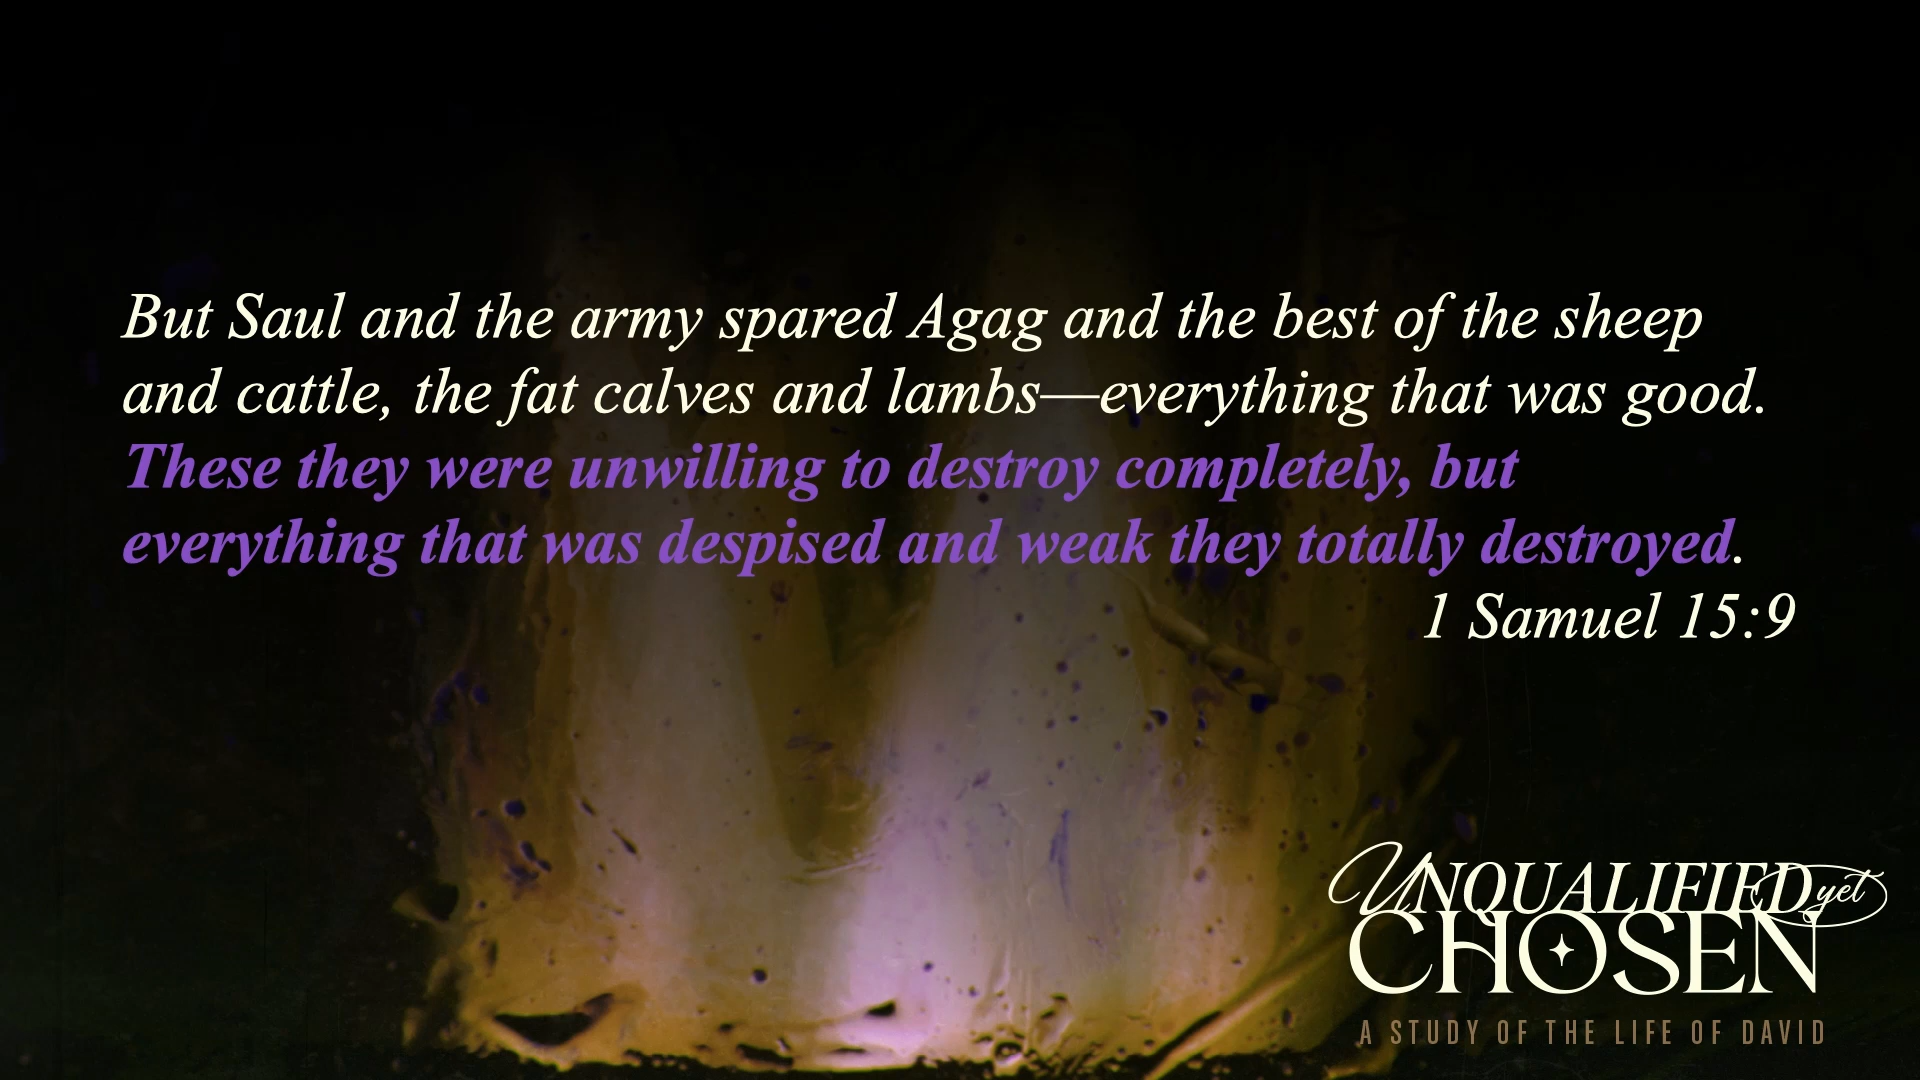 But Saul and the army spared Agag and the best of the sheep
and cattle, the fat calves and lambs—everything that was good.
These they were unwilling to destroy completely, but
everything that was despised and weak they totally destroyed.
1 Samuel 15:9
UNQUALIFIED yet
CHOSEN
A STUDY OF THE LIFE OF DAVID